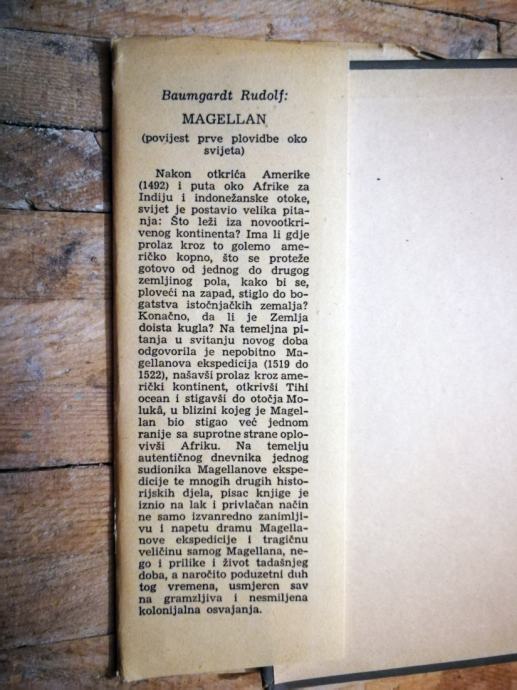 Baumgardt Rudolf:
MAGELLAN
(povijest prve plovidbe oko
svijeta)
Nakon otkrića Amerike
(1492) i puta oko Afrike za
Indiju i indonežanske otoke,
svijet je postavio velika pita-
nja: Što leži iza novootkri-
venog kontinenta? Ima li gdje
prolaz kroz to golemo ame-
ričko kopno, što se proteže
gotovo od jednog do drugog
zemljinog pola, kako bi se,
ploveći na zapad, stiglo do bo-
gatstva istočnjačkih zemalja?
Konačno, da li je Zemlja
doista kugla? Na temeljna pi-
tanja u svitanju novog doba
odgovorila je nepobitno Ma-
gellanova ekspedicija (1519 do
1522), našavši prolaz kroz ame-
rički kontinent, otkrivši Tihi
ocean i stigavši do otočja Mo-
lukâ, u blizini kojeg je Magel-
lan bio stigao već jednom
ranije sa suprotne strane oplo-
vivši Afriku. Na temelju
autentičnog dnevnika jednog
sudionika Magellanove ekspe-
dicije te mnogih drugih histo-
rijskih djela, pisac knjige je
iznio na lak i privlačan način
ne samo izvanredno zanimlji-
vu i napetu dramu Magella-
nove ekspedicije i tragičnu
veličinu samog Magellana, ne-
go i prilike i život tadašnjeg
doba, a naročito poduzetni duh
tog vremena, usmjeren sav
na gramzljiva i nesmiljena
kolonijalna osvajanja.